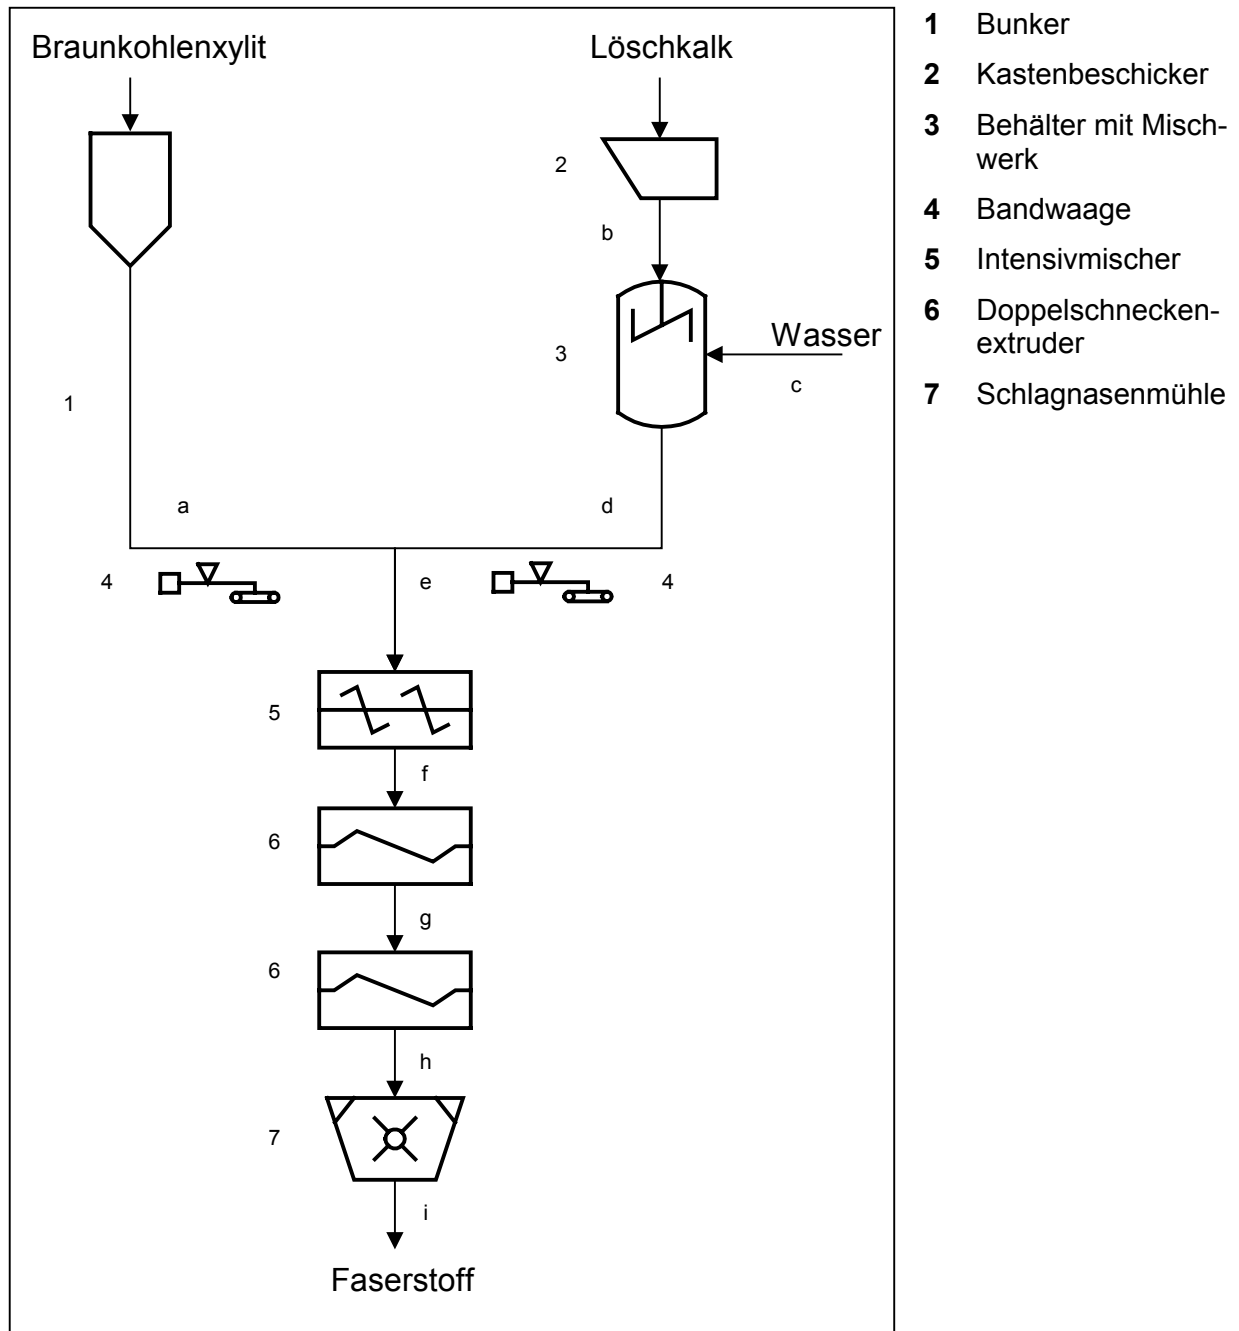 Braunkohlenxylit
Löschkalk
2
b
3
Wasser
c
1
a
d
4
e
4
5
f
6
g
6
h
7
i
Faserstoff
1 Bunker
2 Kastenbeschicker
3 Behälter mit Misch-
werk
4 Bandwaage
5 Intensivmischer
6 Doppelschnecken-
extruder
7 Schlagnasenmühle